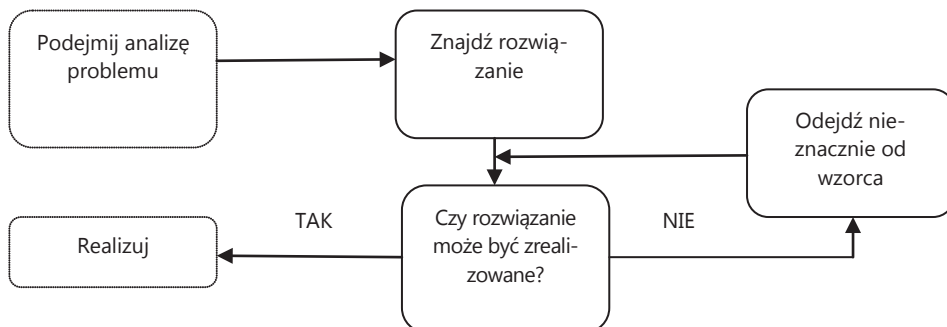 Podejmij analizę
problemu
Znajdź rozwią-
zanie
Odejdź nie-
znacznie od
wzorca
Czy rozwiązanie
może być zreali-
zowane?
TAK
NIE
Realizuj